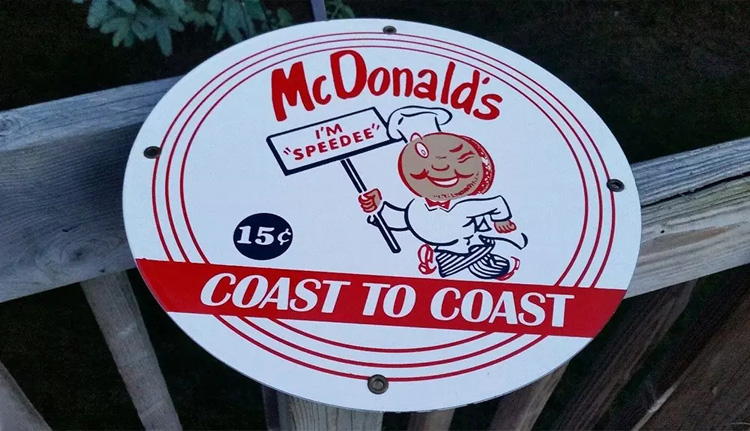 McDonald's
I'M
"SPEEDEE"
15¢
COAST TO COAST